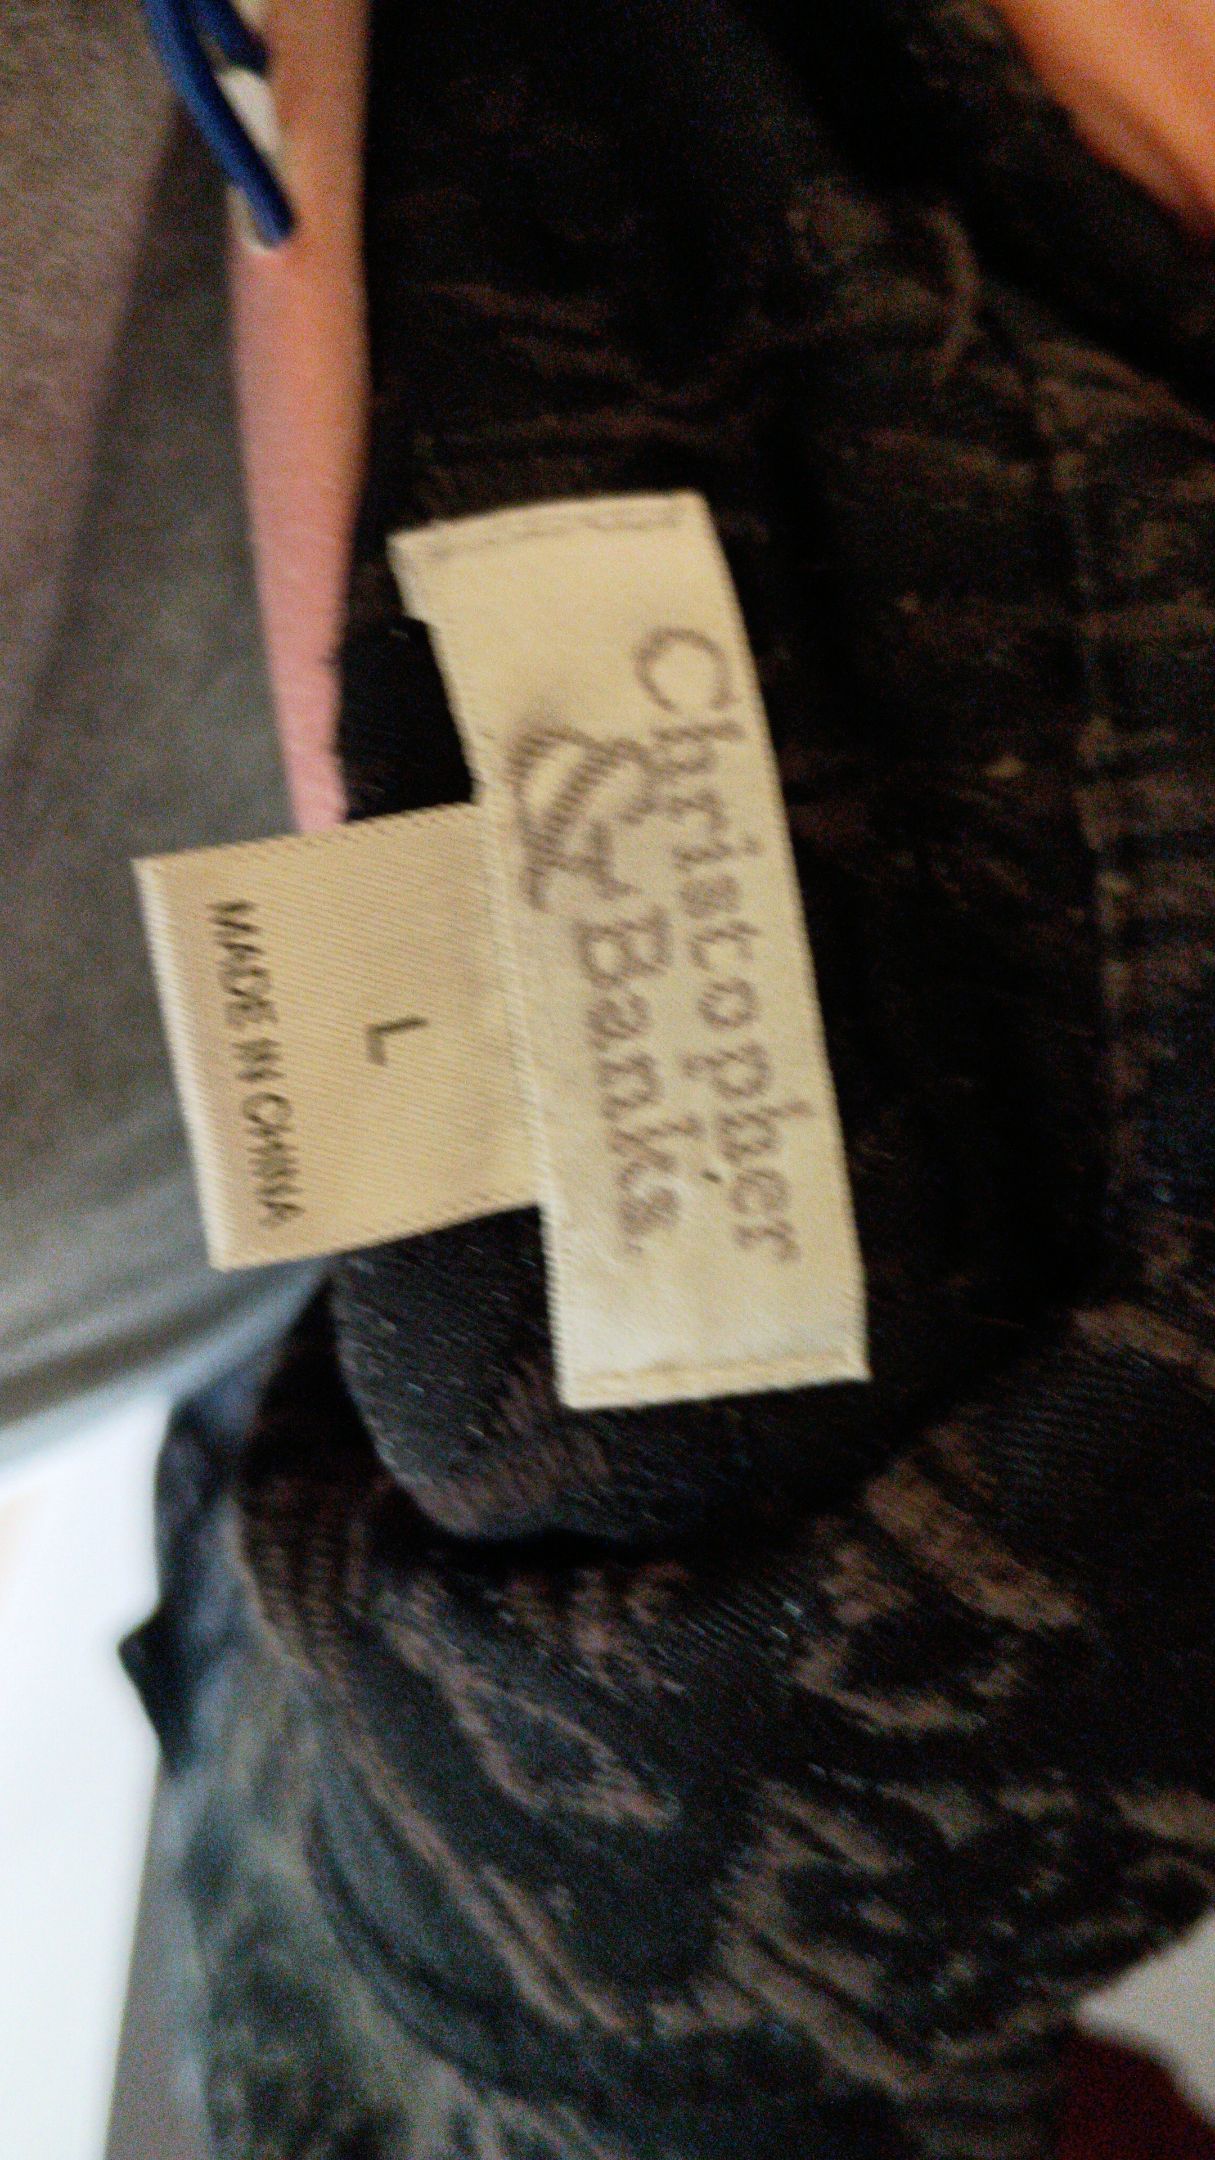 Christopher
& Banks
L
MADE IN CHINA